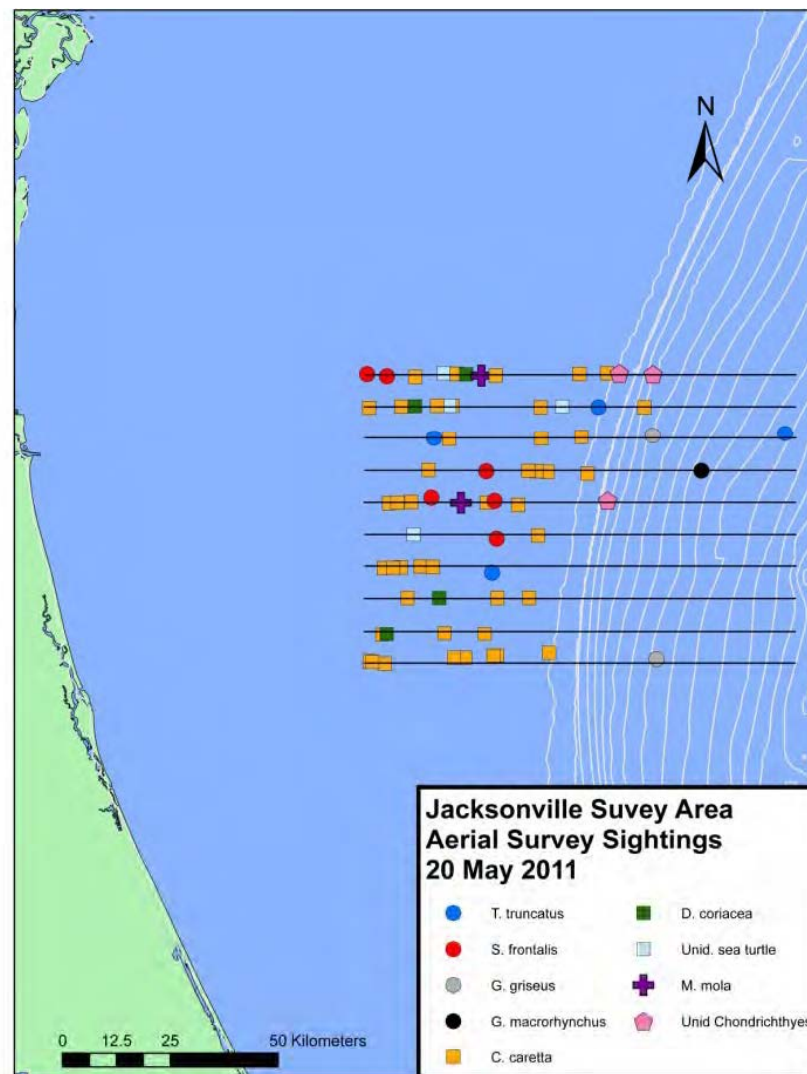 N
Jacksonville Suvey Area
Aerial Survey Sightings
20 May 2011
T. truncatus
S. frontalis
G. griseus
G. macrorhynchus
C. caretta
D. coriacea
Unid. sea turtle
M. mola
Unid Chondrichthyes
0 12.5 25 50 Kilometers